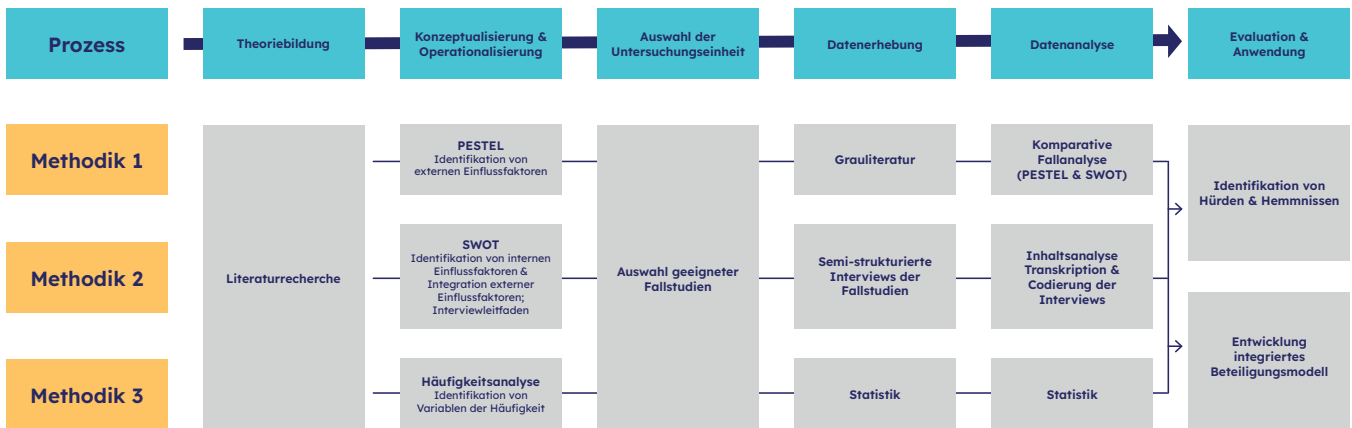 Prozess
Theoriebildung
Konzeptualisierung &
Operationalisierung
Auswahl der
Untersuchungseinheit
Datenerhebung
Datenanalyse
Evaluation &
Anwendung
Methodik 1
Methodik 2
Methodik 3
Literaturrecherche
PESTEL
Identifikation von
externen Einflussfaktoren
SWOT
Identifikation von internen
Einflussfaktoren &
Integration externer
Einflussfaktoren;
Interviewleitfaden
Häufigkeitsanalyse
Identifikation von
Variablen der Häufigkeit
Auswahl geeigneter
Fallstudien
Grauliteratur
Semi-strukturierte
Interviews der
Fallstudien
Statistik
Komparative
Fallanalyse
(PESTEL & SWOT)
Inhaltsanalyse
Transkription &
Codierung der
Interviews
Statistik
Identifikation von
Hürden & Hemmnissen
Entwicklung
integriertes
Beteiligungsmodell